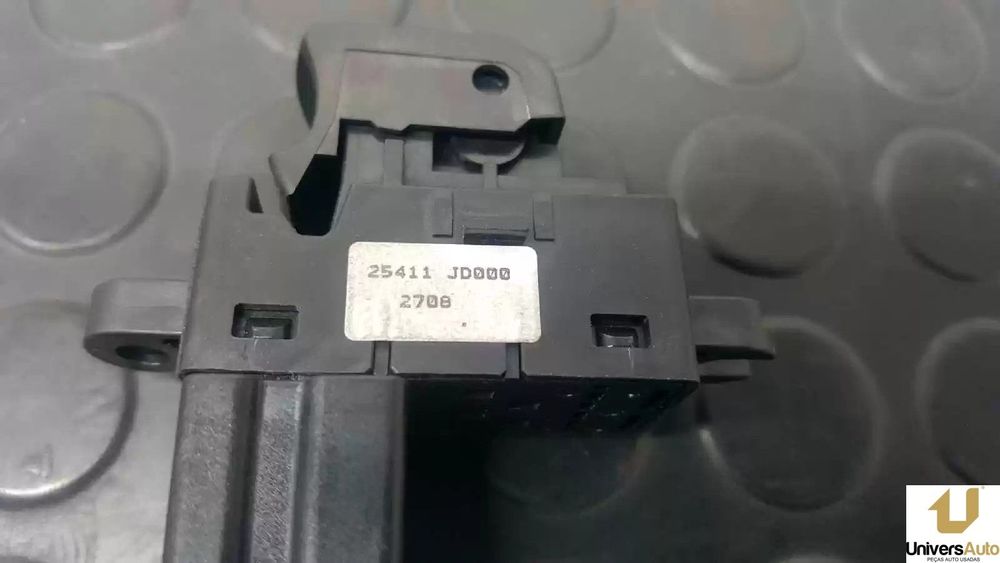 25411 JD000
2708
UniversAuto
PEÇAS AUTO USADAS